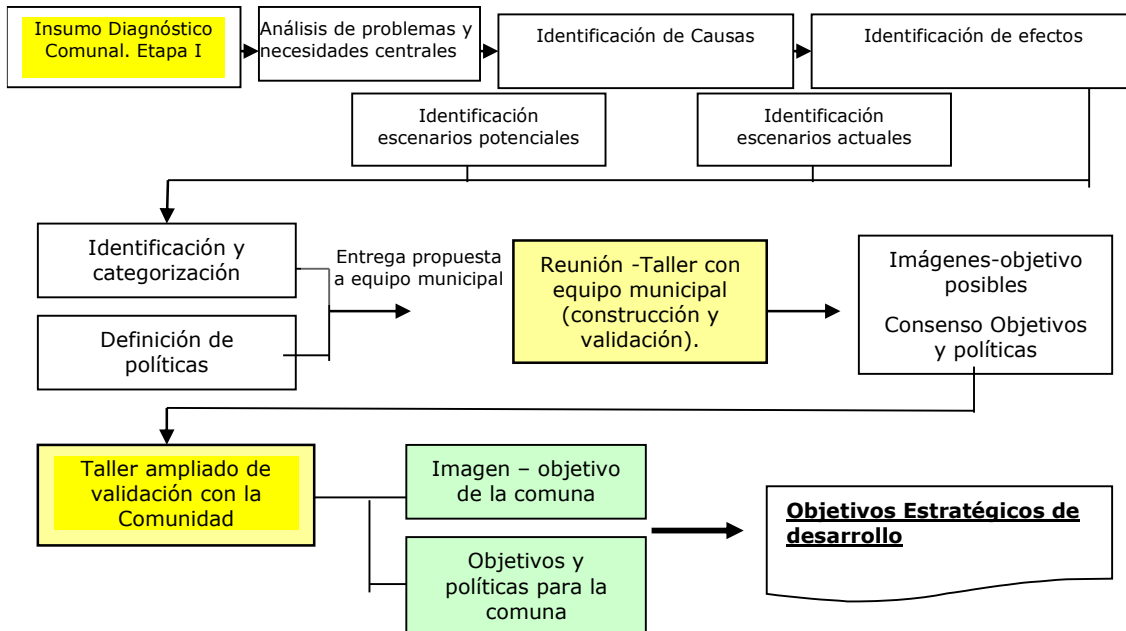 Insumo Diagnóstico
Comunal. Etapa I
Análisis de problemas y
necesidades centrales
Identificación de Causas
Identificación de efectos
Identificación
escenarios potenciales
Identificación
escenarios actuales
Identificación y
categorización
Definición de
políticas
Entrega propuesta
a equipo municipal
Reunión -Taller con
equipo municipal
(construcción y
validación).
Imágenes-objetivo
posibles
Consenso Objetivos
y políticas
Taller ampliado de
validación con la
Comunidad
Imagen – objetivo
de la comuna
Objetivos y
políticas para la
comuna
Objetivos Estratégicos de
desarrollo